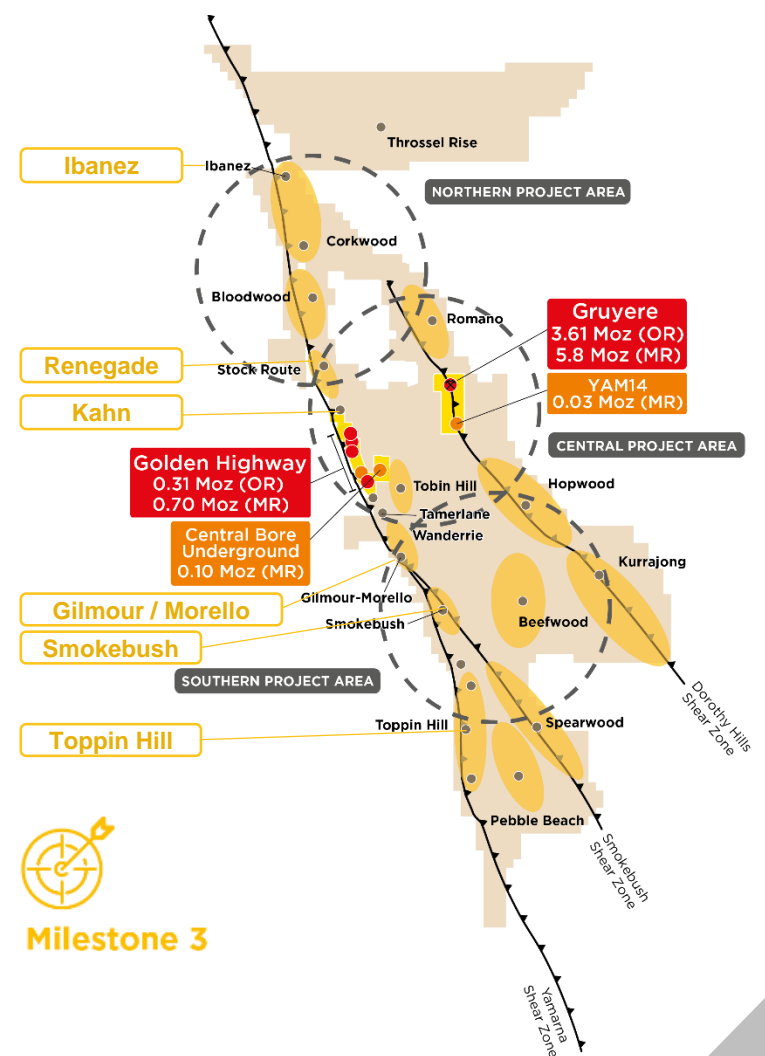 Throssel Rise
Ibanez
Ibanez
NORTHERN PROJECT AREA
Corkwood
Bloodwood
Romano
Gruyere
3.61 Moz (OR)
5.8 Moz (MR)
Renegade
Stock Route
YAM14
0.03 Moz (MR)
Kahn
CENTRAL PROJECT AREA
Golden Highway
0.31 Moz (OR)
0.70 Moz (MR)
Tobin Hill
Hopwood
Tamerlane
Central Bore
Underground
0.10 Moz (MR)
Wanderrie
Kurrajong
Gilmour / Morello
Gilmour-Morello
Smokebush
Beefwood
Smokebush
SOUTHERN PROJECT AREA
Dorothy Hills
Shear Zone
Toppin Hill
Toppin Hill
Spearwood
Pebble Beach
Smokebush
Shear Zone
Milestone 3
Yamarna
Shear Zone